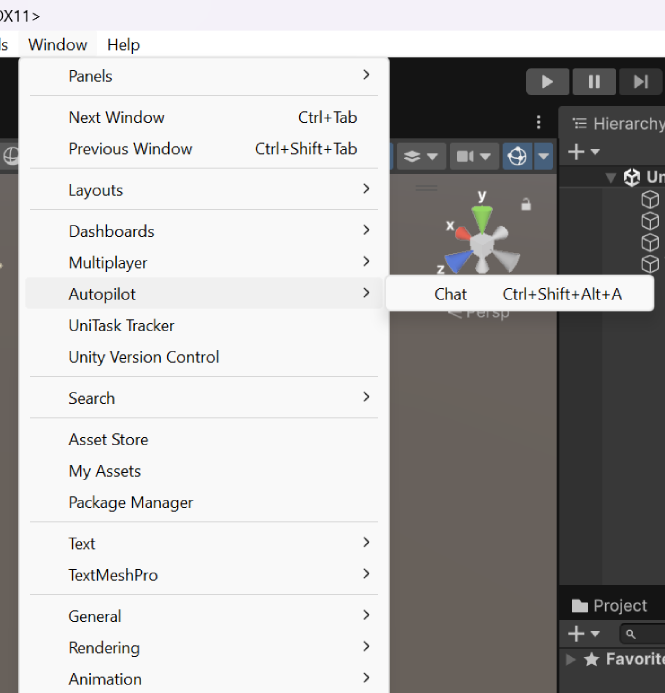 DX11>
Window Help
Panels
Next Window Ctrl+Tab
Previous Window Ctrl+Shift+Tab
Layouts
Dashboards
Multiplayer
Autopilot
Chat Ctrl+Shift+Alt+A
UniTask Tracker
Unity Version Control
Search
Asset Store
My Assets
Package Manager
Text
TextMeshPro
General
Rendering
Animation
Hierarchy
Un
y
x
z
Persp
Project
Favorite